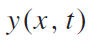 y(x, t)